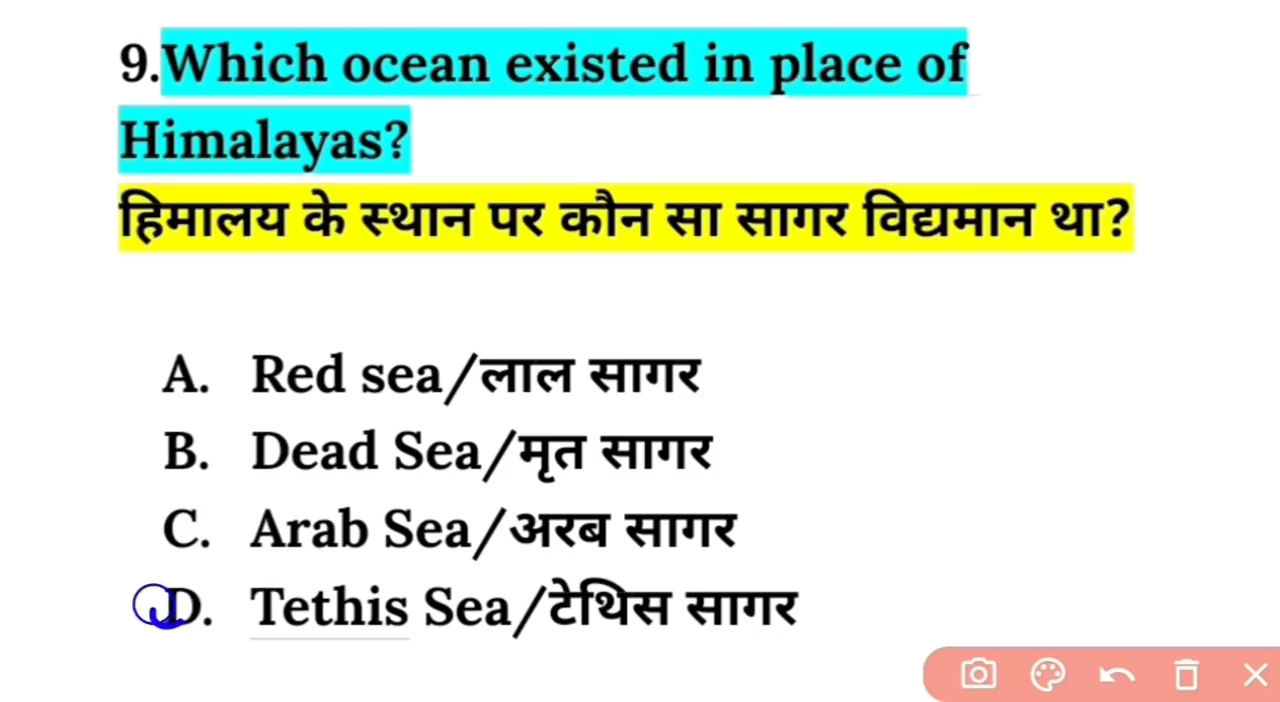 9.Which ocean existed in place of
Himalayas?
हिमालय के स्थान पर कौन सा सागर विद्यमान था?
A. Red sea/लाल सागर
B. Dead Sea/मृत सागर
C. Arab Sea/अरब सागर
D. Tethis Sea/टेथिस सागर